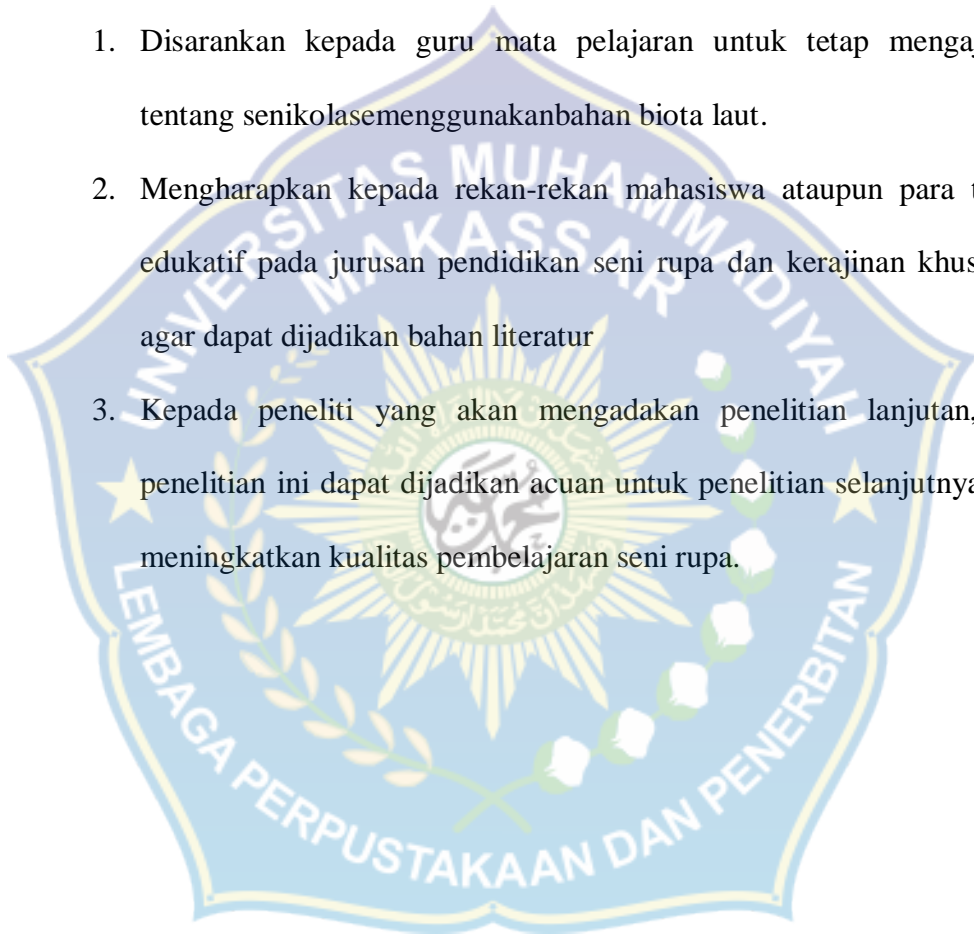 1. Disarankan kepada guru mata pelajaran untuk tetap
tentang senikolasemenggunakanbahan biota laut.
2. Mengharapkan kepada rekan-rekan mahasiswa ataupun para
edukatif pada jurusan pendidikan seni rupa dan kerajinan
agar dapat dijadikan bahan literatur
3. Kepada peneliti yang akan mengadakan penelitian lanjutan,
penelitian ini dapat dijadikan acuan untuk penelitian selanjutnya
meningkatkan kualitas pembelajaran seni rupa.
UNIVERSITAS MUHAMMADIYAH
MAKASSAR
LEMBAGA PERPUSTAKAAN DAN PENERBITAN